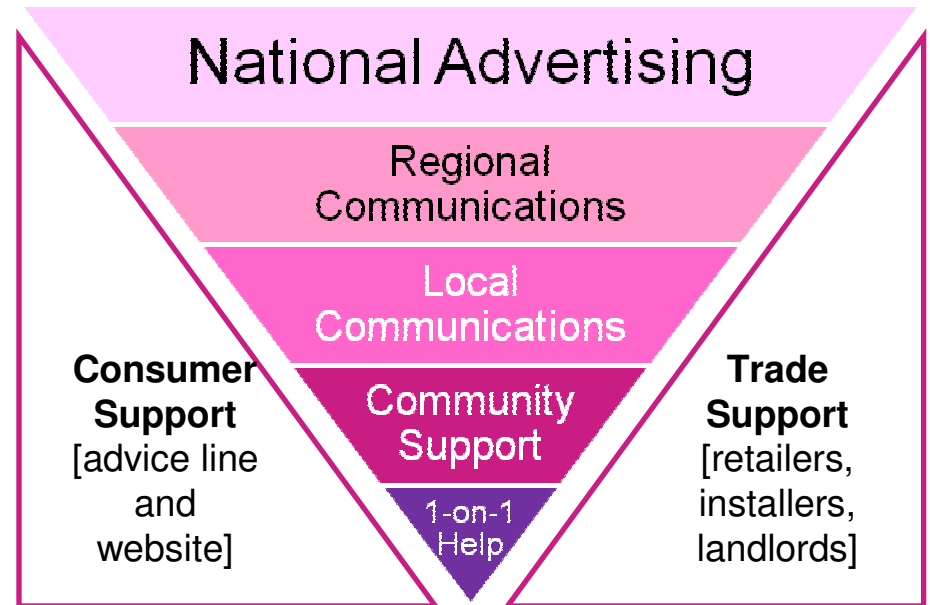 National Advertising
Regional
Communications
Local
Communications
Community
Support
1-on-1
Help
Consumer
Support
[advice line
and
website]
Trade
Support
[retailers,
installers,
landlords]